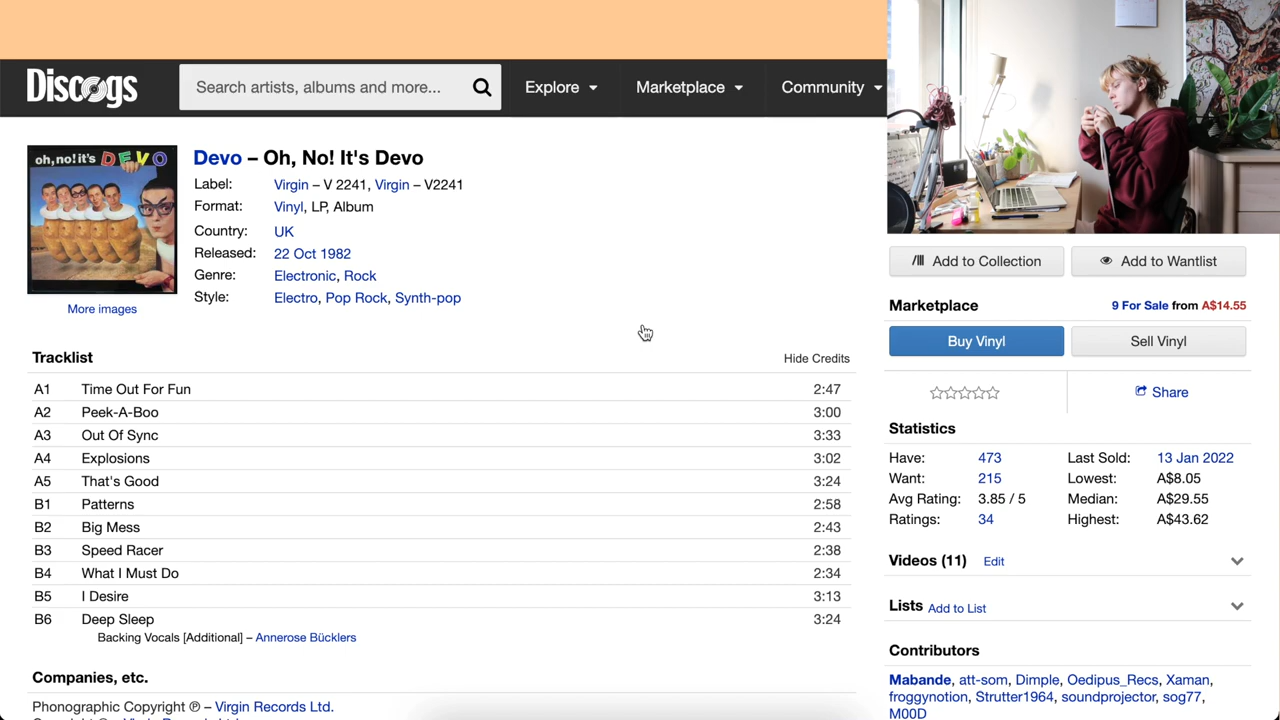 Discogs
Search artists, albums and more...
Explore
Marketplace
Community
oh, no! it's DEVO
Devo – Oh, No! It's Devo
Label: Virgin – V 2241, Virgin – V2241
Format: Vinyl, LP, Album
Country: UK
Released: 22 Oct 1982
Genre: Electronic, Rock
Style: Electro, Pop Rock, Synth-pop
More images
Tracklist
Hide Credits
A1 Time Out For Fun 2:47
A2 Peek-A-Boo 3:00
A3 Out Of Sync 3:33
A4 Explosions 3:02
A5 That's Good 3:24
B1 Patterns 2:58
B2 Big Mess 2:43
B3 Speed Racer 2:38
B4 What I Must Do 2:34
B5 I Desire 3:13
B6 Deep Sleep 3:24
Backing Vocals [Additional] – Annerose Bücklers
Companies, etc.
Phonographic Copyright ℗ – Virgin Records Ltd.
Add to Collection
Add to Wantlist
Marketplace
9 For Sale from A$14.55
Buy Vinyl
Sell Vinyl
Share
Statistics
Have: 473
Last Sold: 13 Jan 2022
Want: 215
Lowest: A$8.05
Avg Rating: 3.85 / 5
Median: A$29.55
Ratings: 34
Highest: A$43.62
Videos (11) Edit
Lists Add to List
Contributors
Mabande, att-som, Dimple, Oedipus_Recs, Xaman,
froggynotion, Strutter1964, soundprojector, sog77,
M00D